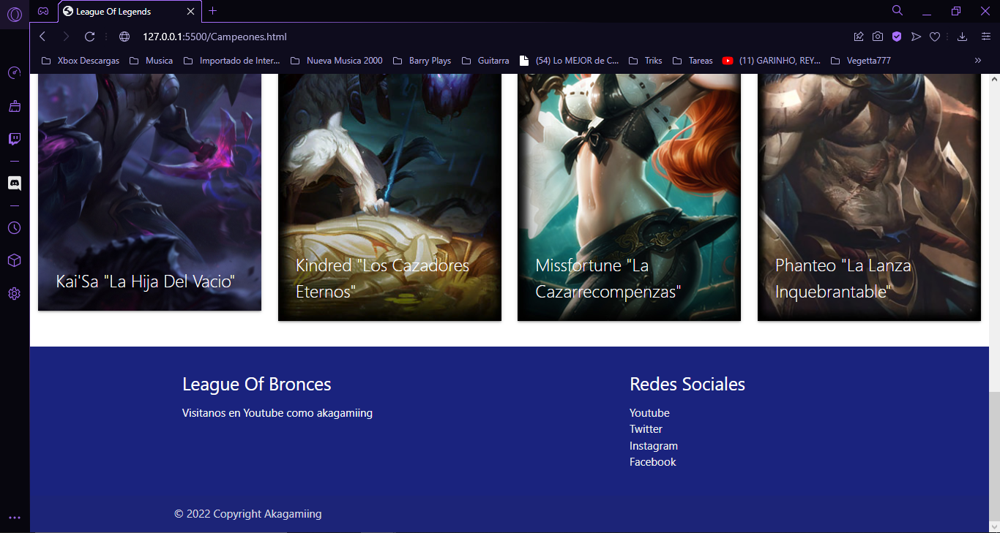 League Of Legends
127.0.0.1:5500/Campeones.html
Xbox Descargas
Musica
Importado de Inter...
Nueva Musica 2000
Barry Plays
Guitarra
(54) Lo MEJOR de C...
Triks
Tareas
(11) GARINHO, REY...
Vegetta777
Kai'Sa "La Hija Del Vacio"
Kindred "Los Cazadores
Eternos"
Missfortune "La
Cazarrecompenzas"
Phanteo "La Lanza
Inquebrantable"
League Of Bronces
Visitanos en Youtube como akagamiing
Redes Sociales
Youtube
Twitter
Instagram
Facebook
© 2022 Copyright Akagamiing